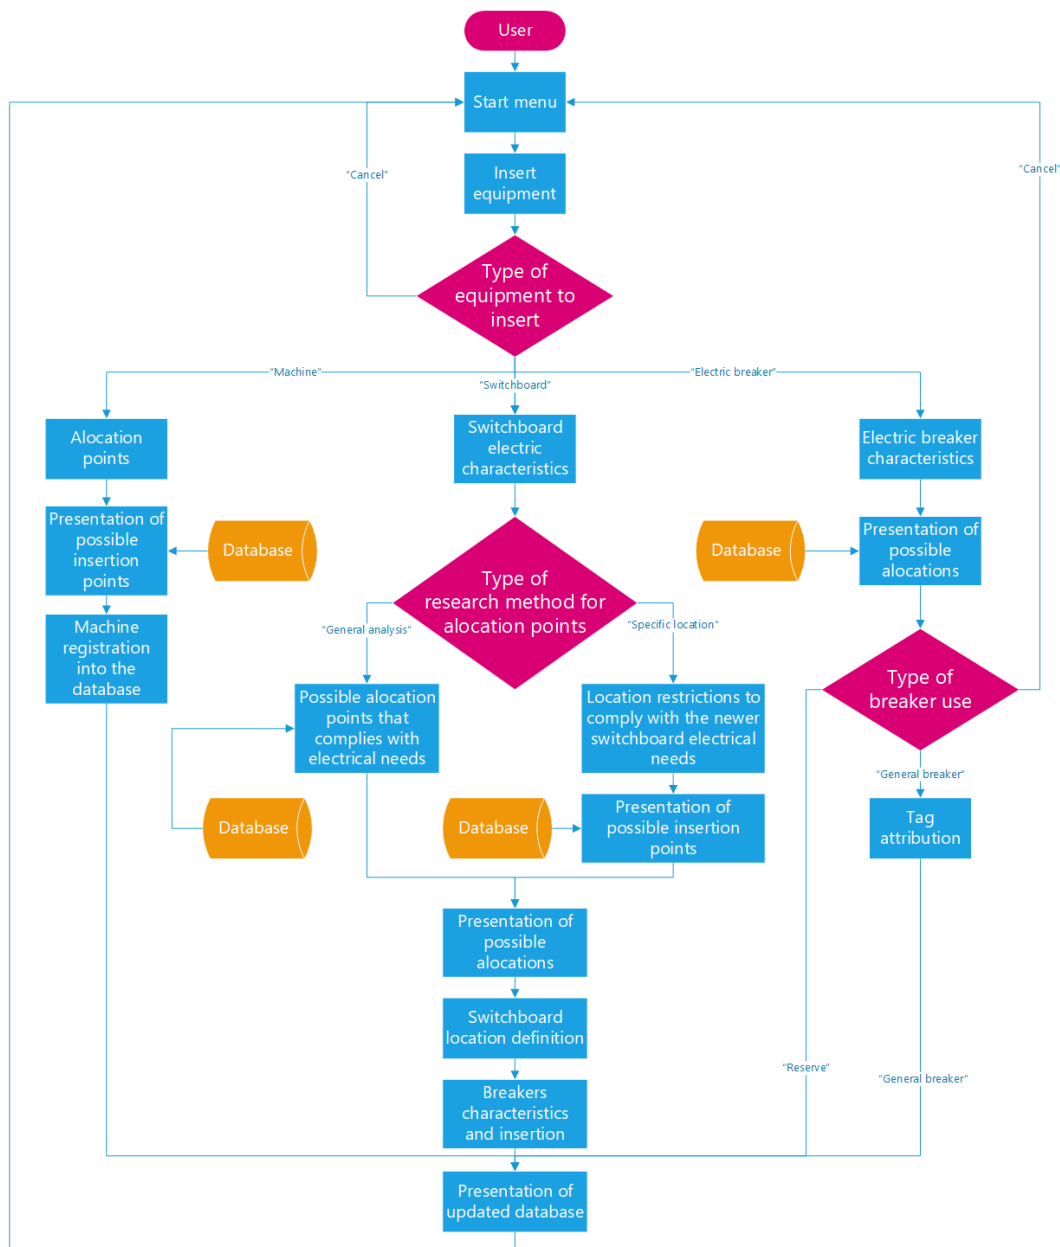 User
Start menu
"Cancel"
"Cancel"
Insert
equipment
Type of
equipment to
insert
"Machine"
"Switchboard"
"Electric breaker"
Alocation
points
Switchboard
electric
characteristics
Electric breaker
characteristics
Presentation of
possible
insertion
points
Database
Type of
research method for
alocation points
Database
Presentation of
possible
alocations
"General analysis"
"Specific location"
Machine
registration
into the
database
Possible alocation
points that
complies with
electrical needs
Location restrictions to
comply with the newer
switchboard electrical
needs
Type of
breaker use
"General breaker"
Database
Database
Presentation of
possible insertion
points
Tag
attribution
Presentation of
possible
alocations
Switchboard
location definition
"Reserve"
"General breaker"
Breakers
characteristics
and insertion
Presentation of
updated database